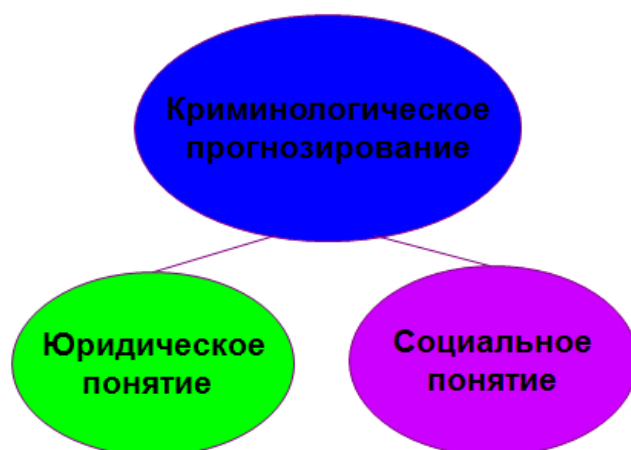 Криминологическое
прогнозирование
Юридическое
понятие
Социальное
понятие